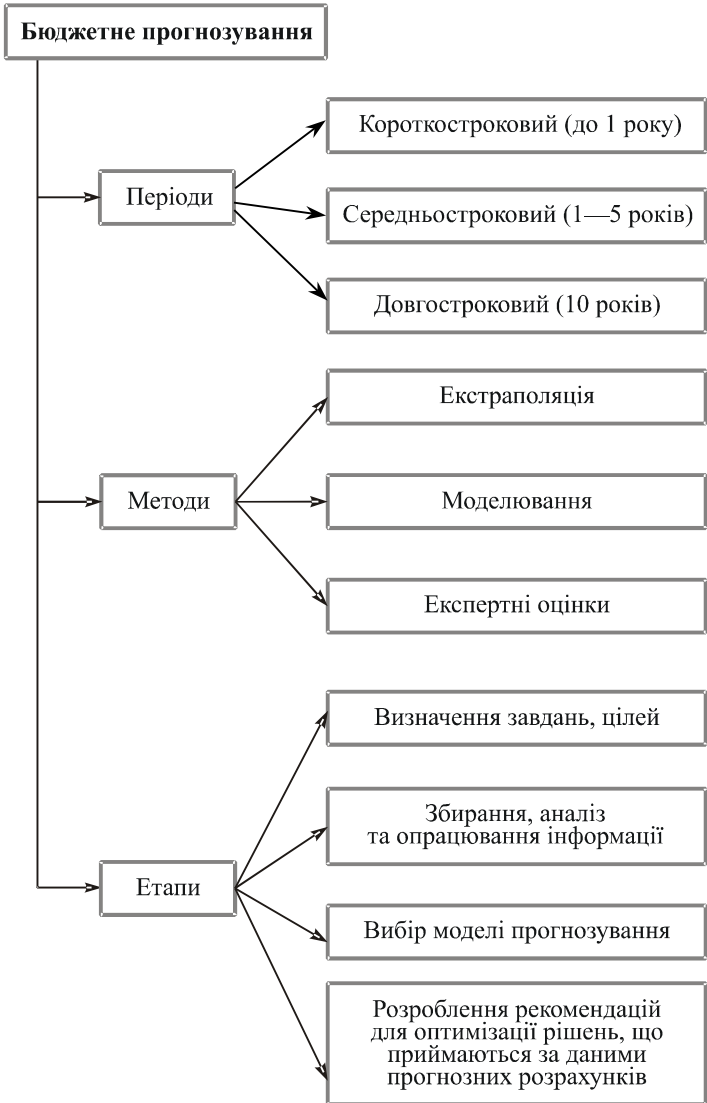 Бюджетне прогнозування
Періоди
Короткостроковий (до 1 року)
Середньостроковий (1—5 років)
Довгостроковий (10 років)
Методи
Екстраполяція
Моделювання
Експертні оцінки
Етапи
Визначення завдань, цілей
Збирання, аналіз
та опрацювання інформації
Вибір моделі прогнозування
Розроблення рекомендацій
для оптимізації рішень, що
приймаються за даними
прогнозних розрахунків